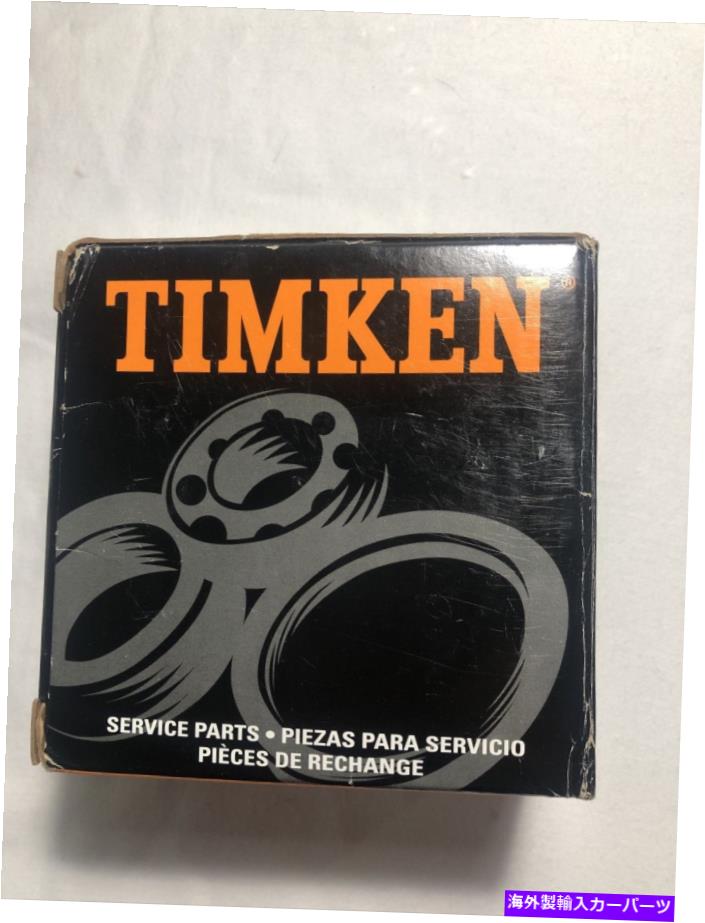 TIMKEN®
SERVICE PARTS • PIEZAS PARA SERVICIO
PIÈCES DE RECHANGE
海外製輸入カーパーツ